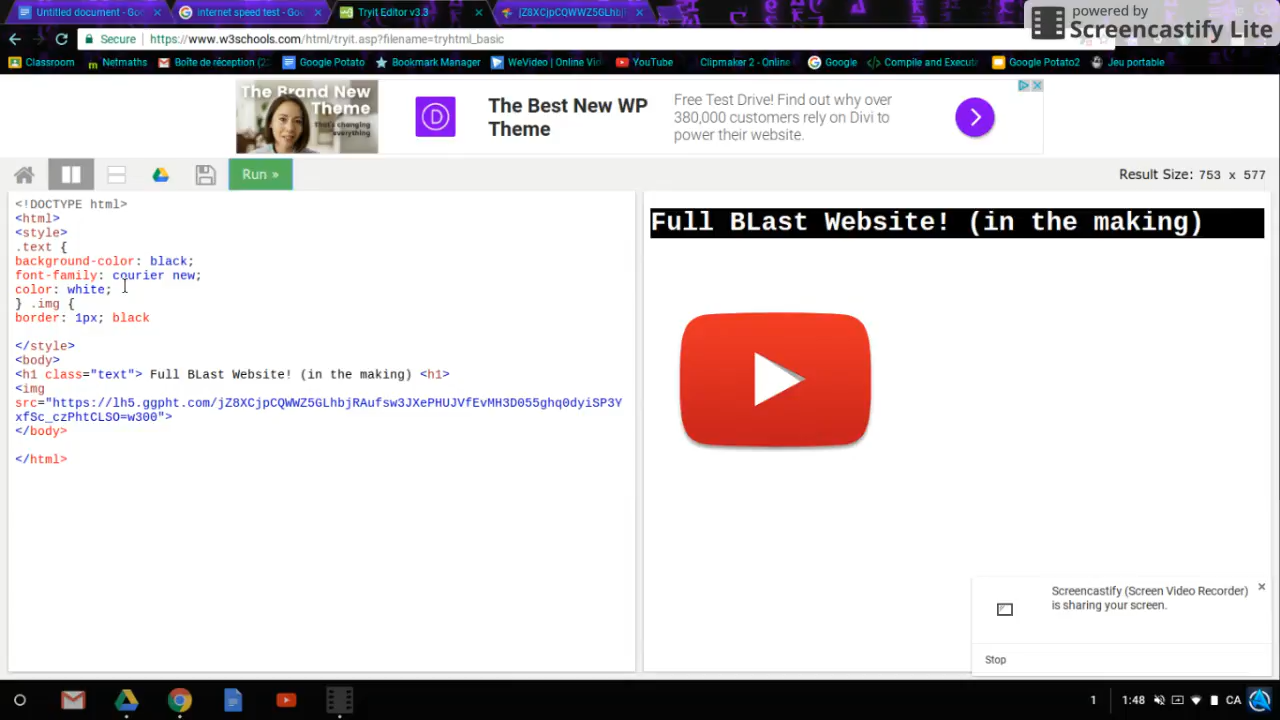 Untitled document - Goo
internet speed test - Goo
Tryit Editor v3.3
jZ8XCjpCQWWZ5GLhbjR
powered by
Screencastify Lite
Secure
https://www.w3schools.com/html/tryit.asp?filename=tryhtml_basic
Classroom
Netmaths
Boîte de réception (2
Google Potato
Bookmark Manager
WeVideo | Online Vid
YouTube
Clipmaker 2 - Online
Google
Compile and Execute
Google Potato2
Jeu portable
The Brand New
Theme
That's changing
everything
The Best New WP
Theme
Free Test Drive! Find out why over
380,000 customers rely on Divi to
power their website.
Run »
Result Size: 753 x 577
<!DOCTYPE html>
<html>
<style>
.text {
background-color: black;
font-family: courier new;
color: white;
} .img {
border: 1px; black
</style>
<body>
<h1 class="text"> Full BLast Website! (in the making) <h1>
<img
src="https://lh5.ggpht.com/jZ8XCjpCQWWZ5GLhbjRAufsw3JXePHUJVfEvMH3D055ghq0dyiSP3Y
xfSc_czPhtCLSO=w300">
</body>
</html>
Full BLast Website! (in the making)
Screencastify (Screen Video Recorder)
is sharing your screen.
Stop
1
1:48
CA